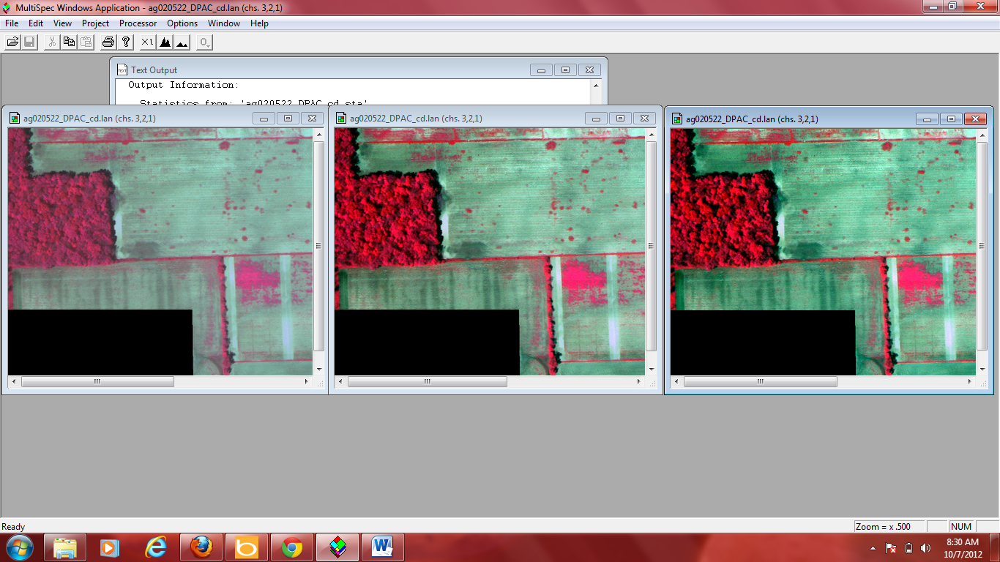 MultiSpec Windows Application - ag020522_DPAC_cd.lan (chs. 3,2,1)
File Edit View Project Processor Options Window Help
X1
Text Output
Output Information:
Statistics from: 'ag020522_DPAC_cd.sta'
ag020522_DPAC_cd.lan (chs. 3,2,1)
ag020522_DPAC_cd.lan (chs. 3,2,1)
ag020522_DPAC_cd.lan (chs. 3,2,1)
Ready
Zoom = x .500
NUM
8:30 AM
10/7/2012